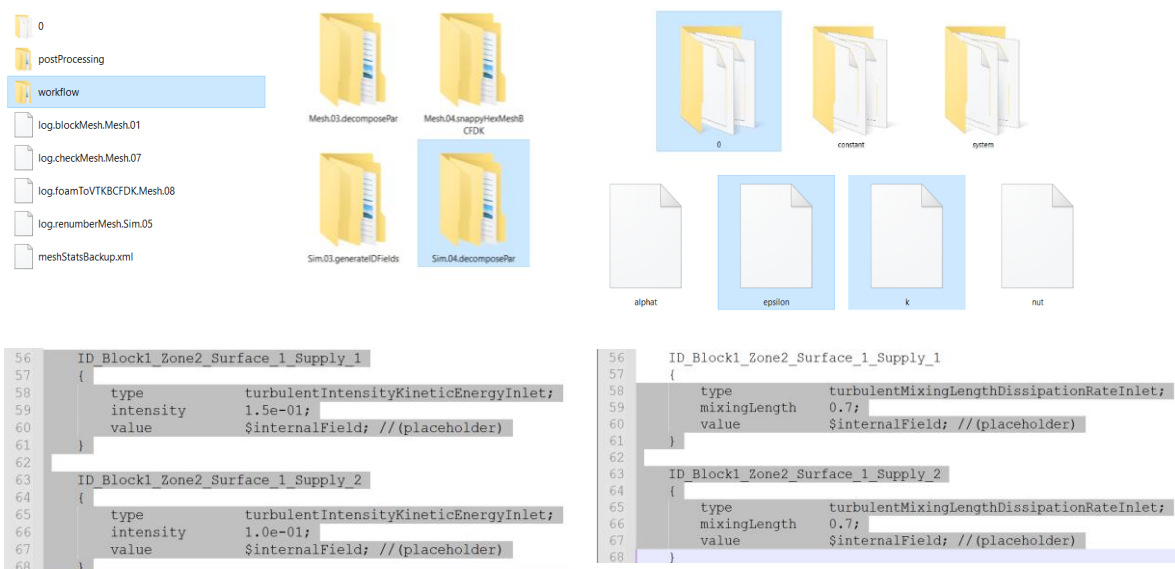 0
postProcessing
workflow
log.blockMesh.Mesh.01
log.checkMesh.Mesh.07
log.foamToVTKBCFDK.Mesh.08
log.renumberMesh.Sim.05
meshStatsBackup.xml
Mesh.03.decomposePar
Mesh.04.snappyHexMeshB
CFDK
Sim.03.generateIDFields
Sim.04.decomposePar
0
constant
system
alphat
epsilon
k
nut
56 ID_Block1_Zone2_Surface_1_Supply_1
57 {
58 type turbulentIntensityKineticEnergyInlet;
59 intensity 1.5e-01;
60 value $internalField; //(placeholder)
61 }
62
63 ID_Block1_Zone2_Surface_1_Supply_2
64 {
65 type turbulentIntensityKineticEnergyInlet;
66 intensity 1.0e-01;
67 value $internalField; //(placeholder)
68 }
56 ID_Block1_Zone2_Surface_1_Supply_1
57 {
58 type turbulentMixingLengthDissipationRateInlet;
59 mixingLength 0.7;
60 value $internalField; //(placeholder)
61 }
62
63 ID_Block1_Zone2_Surface_1_Supply_2
64 {
65 type turbulentMixingLengthDissipationRateInlet;
66 mixingLength 0.7;
67 value $internalField; //(placeholder)
68 }